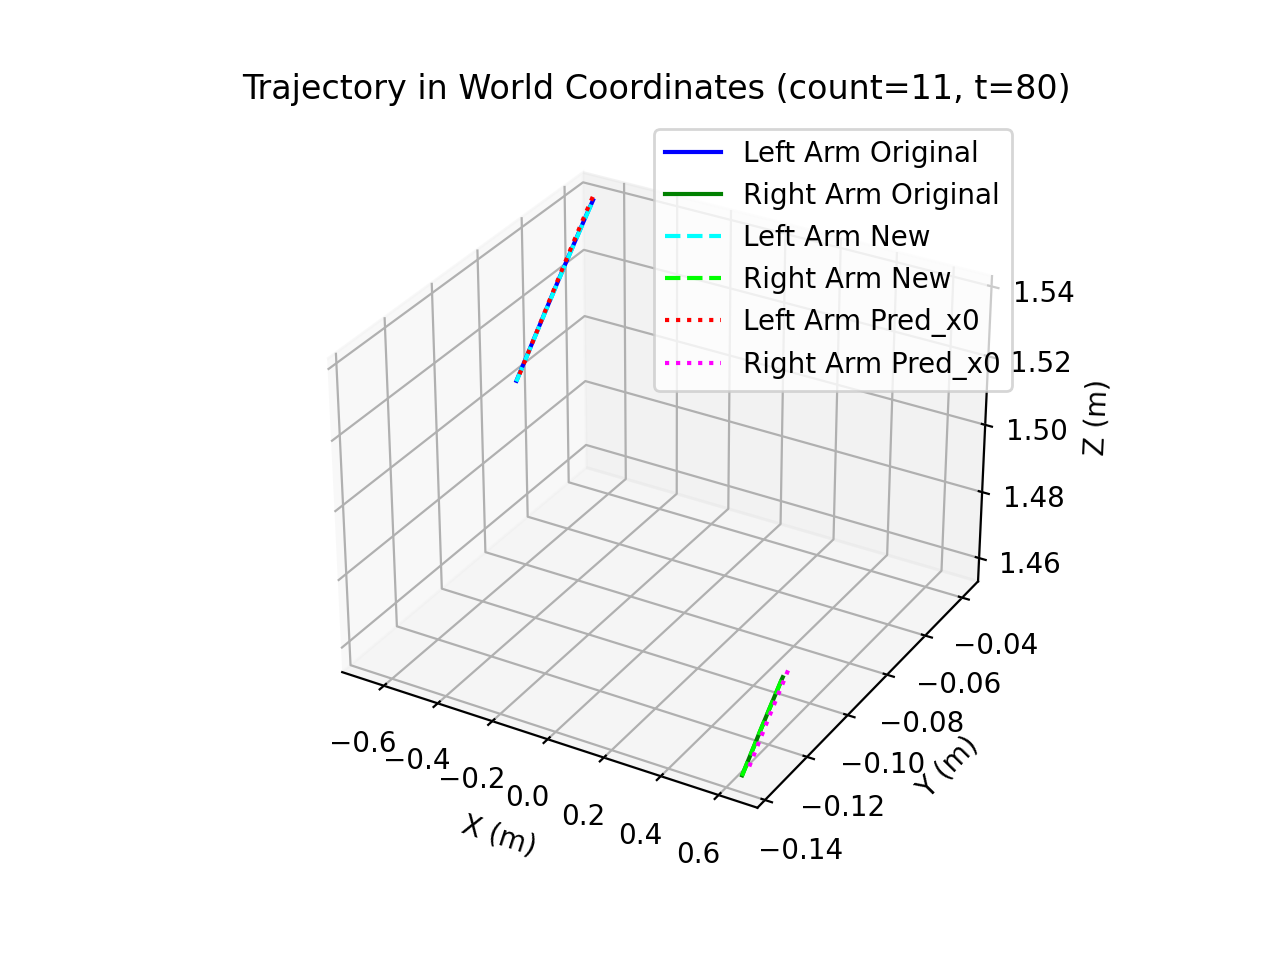 Trajectory in World Coordinates (count=11, t=80)
Left Arm Original
Right Arm Original
Left Arm New
Right Arm New
Left Arm Pred_x0
Right Arm Pred_x0
1.54
1.52
1.50
1.48
1.46
Z (m)
−0.04
−0.06
−0.08
−0.10
−0.12
−0.14
Y (m)
−0.6
−0.4
−0.2
0.0
0.2
0.4
0.6
X (m)